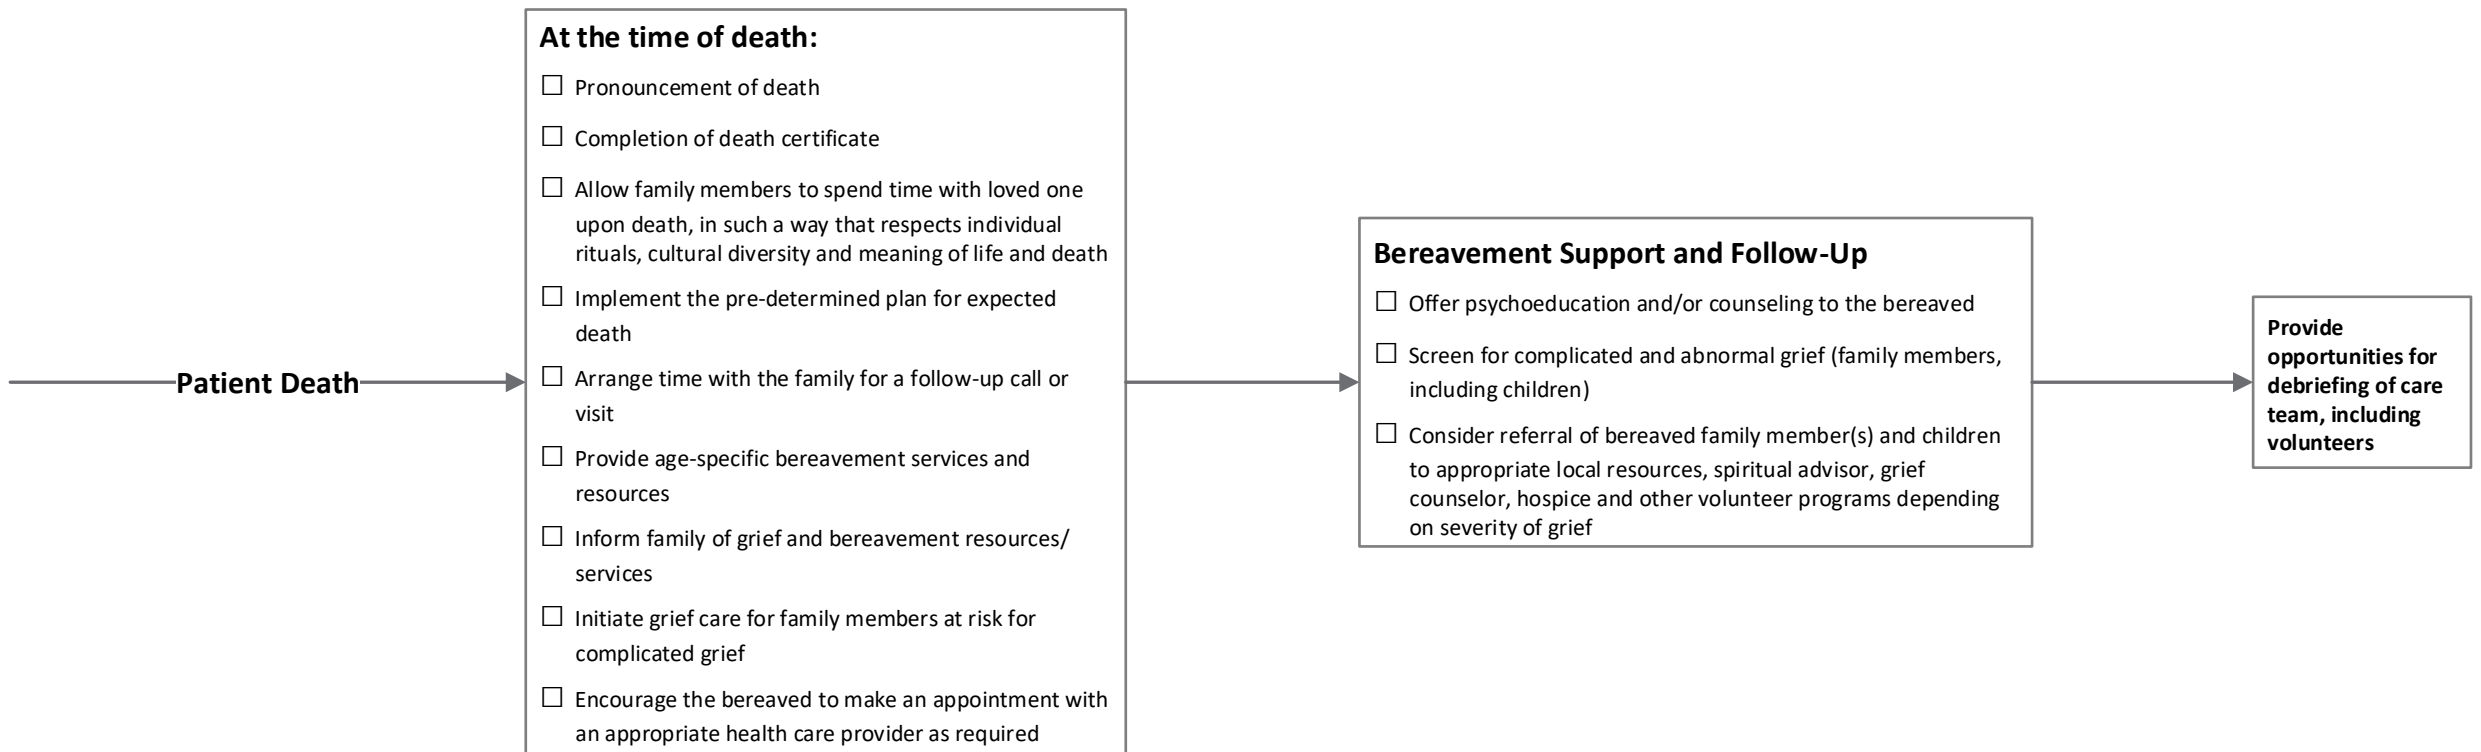 Patient Death
At the time of death:
☐ Pronouncement of death
☐ Completion of death certificate
☐ Allow family members to spend time with loved one
upon death, in such a way that respects individual
rituals, cultural diversity and meaning of life and death
☐ Implement the pre-determined plan for expected
death
☐ Arrange time with the family for a follow-up call or
visit
☐ Provide age-specific bereavement services and
resources
☐ Inform family of grief and bereavement resources/
services
☐ Initiate grief care for family members at risk for
complicated grief
☐ Encourage the bereaved to make an appointment with
an appropriate health care provider as required
Bereavement Support and Follow-Up
☐ Offer psychoeducation and/or counseling to the bereaved
☐ Screen for complicated and abnormal grief (family members,
including children)
☐ Consider referral of bereaved family member(s) and children
to appropriate local resources, spiritual advisor, grief
counselor, hospice and other volunteer programs depending
on severity of grief
Provide
opportunities for
debriefing of care
team, including
volunteers